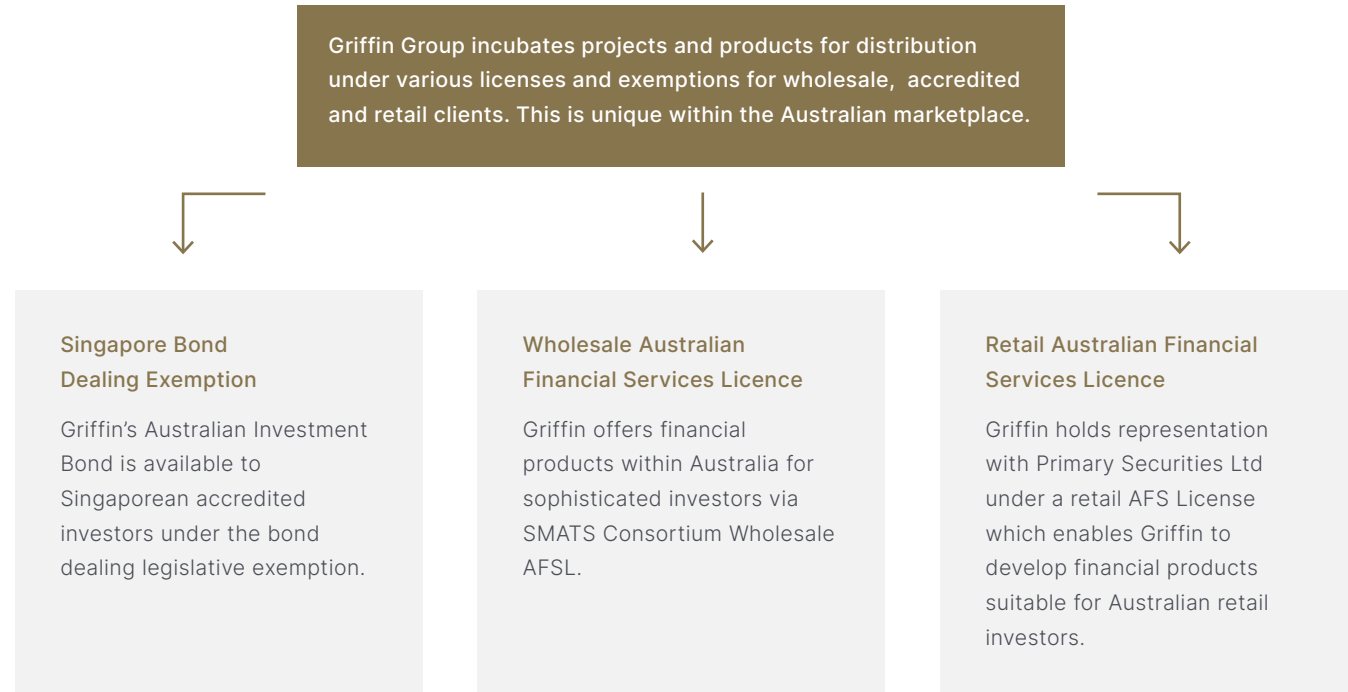 Griffin Group incubates projects and products for distribution
under various licenses and exemptions for wholesale, accredited
and retail clients. This is unique within the Australian marketplace.
Singapore Bond
Dealing Exemption
Griffin’s Australian Investment
Bond is available to
Singaporean accredited
investors under the bond
dealing legislative exemption.
Wholesale Australian
Financial Services Licence
Griffin offers financial
products within Australia for
sophisticated investors via
SMATS Consortium Wholesale
AFSL.
Retail Australian Financial
Services Licence
Griffin holds representation
with Primary Securities Ltd
under a retail AFS License
which enables Griffin to
develop financial products
suitable for Australian retail
investors.